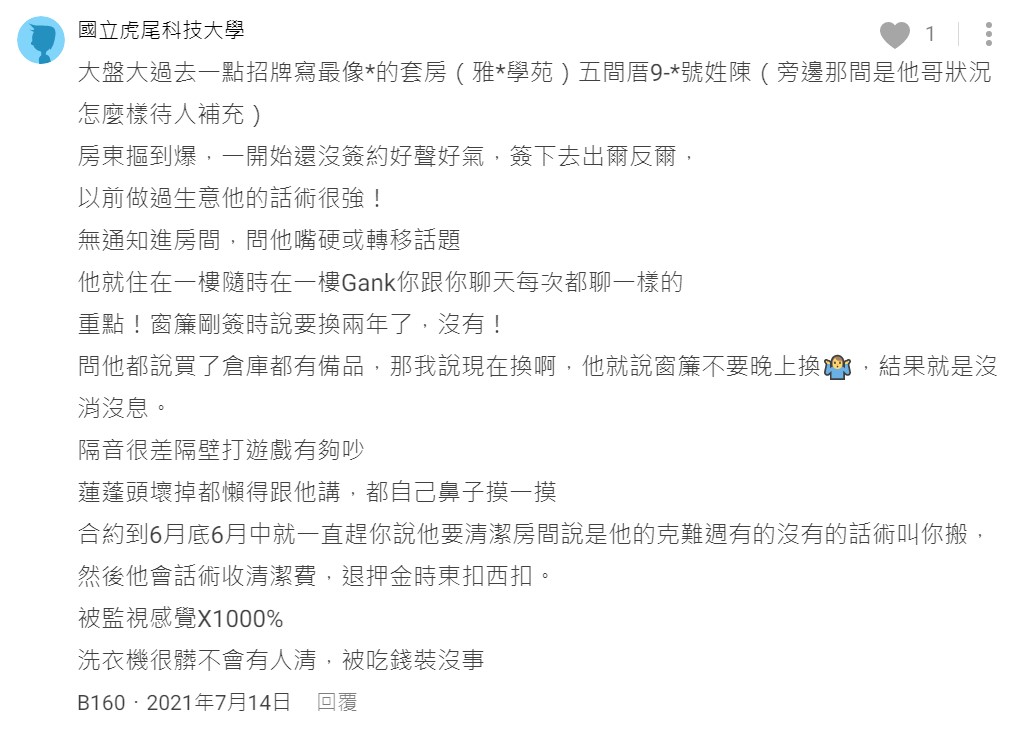 國立虎尾科技大學
1
大盤大過去一點招牌寫最像*的套房（雅*學苑）五間厝9-*號姓陳（旁邊那間是他哥狀況
怎麼樣待人補充）
房東摳到爆，一開始還沒簽約好聲好氣，簽下去出爾反爾，
以前做過生意他的話術很強！
無通知進房間，問他嘴硬或轉移話題
他就住在一樓隨時在一樓Gank你跟你聊天每次都聊一樣的
重點！窗簾剛簽時說要換兩年了，沒有！
問他都說買了倉庫都有備品，那我說現在換啊，他就說窗簾不要晚上換🤷‍♂️，結果就是沒
消沒息。
隔音很差隔壁打遊戲有夠吵
蓮蓬頭壞掉都懶得跟他講，都自己鼻子摸一摸
合約到6月底6月中就一直趕你說他要清潔房間說是他的克難週有的沒有的話術叫你搬，
然後他會話術收清潔費，退押金時東扣西扣。
被監視感覺X1000%
洗衣機很髒不會有人清，被吃錢裝沒事
B160．2021年7月14日 回覆